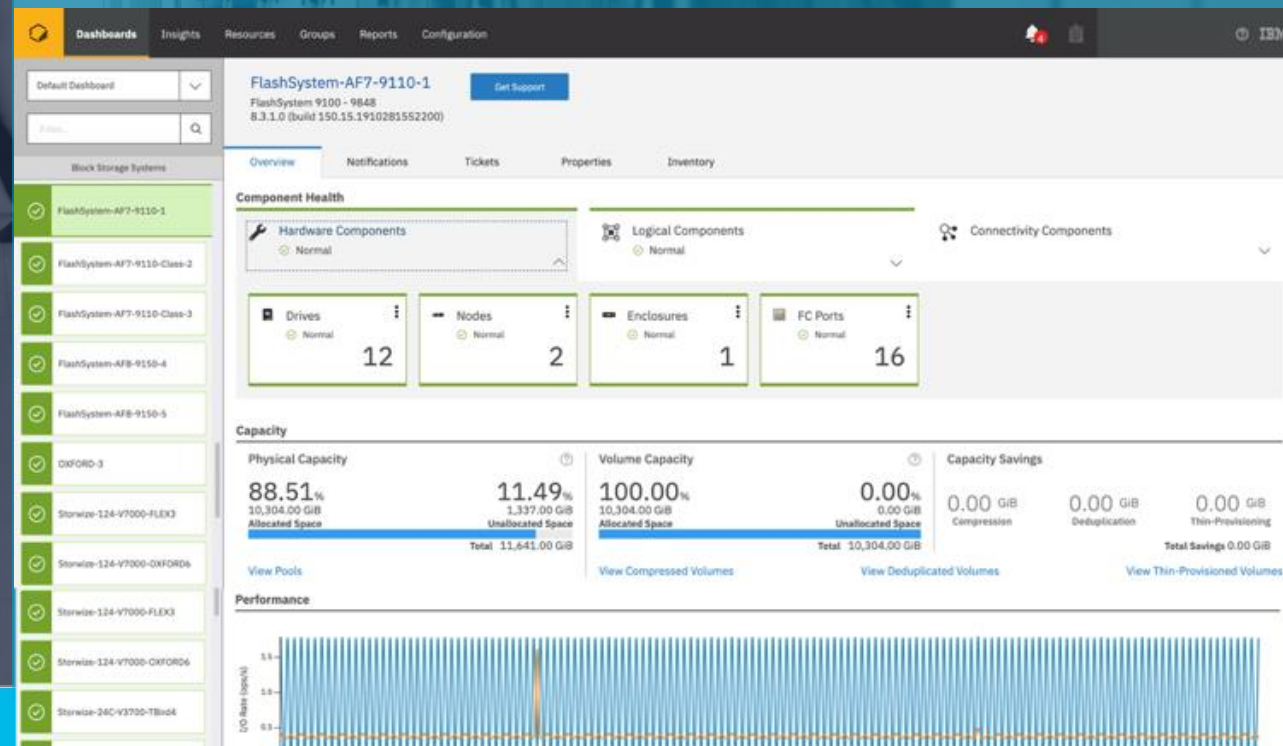 Dashboards Insights Resources Groups Reports Configuration 4 IBM
Default Dashboard
Filter...
Block Storage Systems
FlashSystem-AF7-9110-1
FlashSystem-AF7-9110-Class-2
FlashSystem-AF7-9110-Class-3
FlashSystem-AF8-9150-4
FlashSystem-AF8-9150-5
OXFORD-3
Storwize-124-V7000-FLEX3
Storwize-124-V7000-OXFORD6
Storwize-124-V7000-FLEX3
Storwize-124-V7000-OXFORD6
Storwize-24C-V3700-TBird4
FlashSystem-AF7-9110-1
Get Support
FlashSystem 9100 - 9848
8.3.1.0 (build 150.15.1910281552200)
Overview Notifications Tickets Properties Inventory
Component Health
Hardware Components
Normal
Logical Components
Normal
Connectivity Components
Drives
Normal
12
Nodes
Normal
2
Enclosures
Normal
1
FC Ports
Normal
16
Capacity
Physical Capacity
88.51% 11.49%
10,304.00 GiB 1,337.00 GiB
Allocated Space Unallocated Space
Total 11,641.00 GiB
View Pools
Volume Capacity
100.00% 0.00%
10,304.00 GiB 0.00 GiB
Allocated Space Unallocated Space
Total 10,304.00 GiB
View Compressed Volumes View Deduplicated Volumes
Capacity Savings
0.00 GiB 0.00 GiB 0.00 GiB
Compression Deduplication Thin-Provisioning
Total Savings 0.00 GiB
View Thin-Provisioned Volumes
Performance
I/O Rate (ops/s)
1.5
1.0
0.5